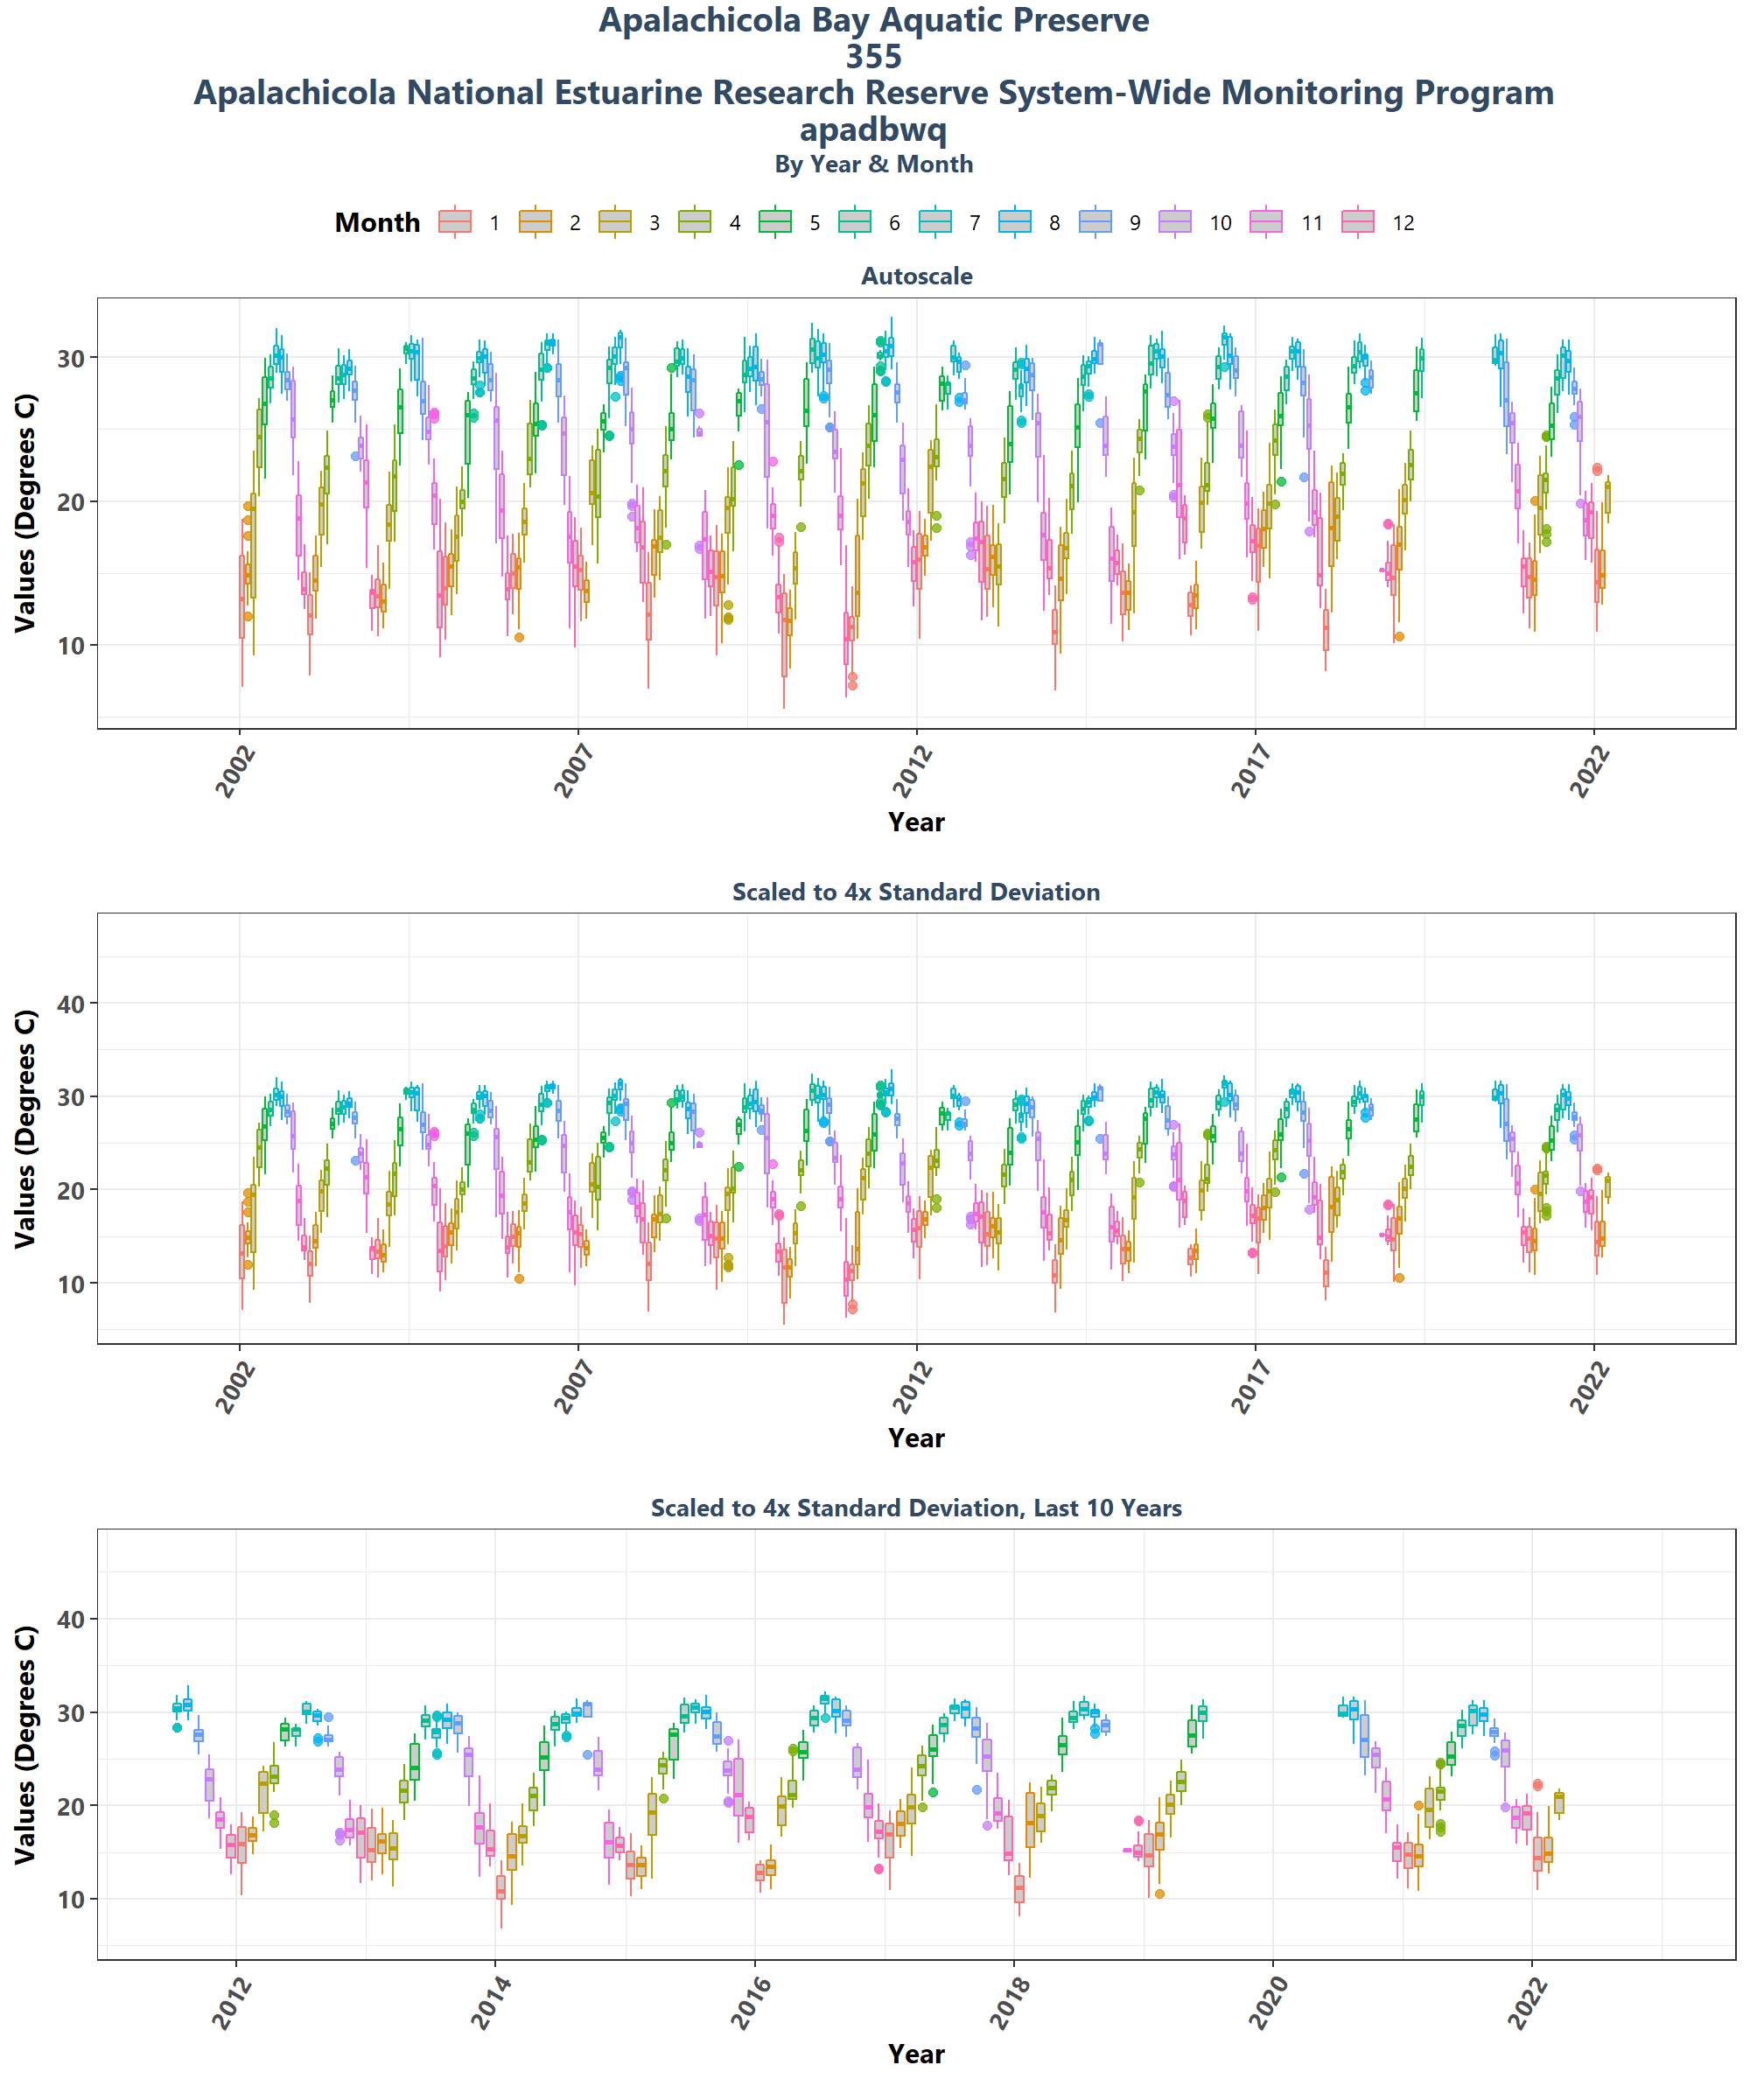 Apalachicola Bay Aquatic Preserve
355
Apalachicola National Estuarine Research Reserve System-Wide Monitoring Program
apadbwq
By Year & Month
Month 1 2 3 4 5 6 7 8 9 10 11 12
Autoscale
Values (Degrees C)
30
20
10
2002 2007 2012 2017 2022
Year
Scaled to 4x Standard Deviation
Values (Degrees C)
40
30
20
10
2002 2007 2012 2017 2022
Year
Scaled to 4x Standard Deviation, Last 10 Years
Values (Degrees C)
40
30
20
10
2012 2014 2016 2018 2020 2022
Year